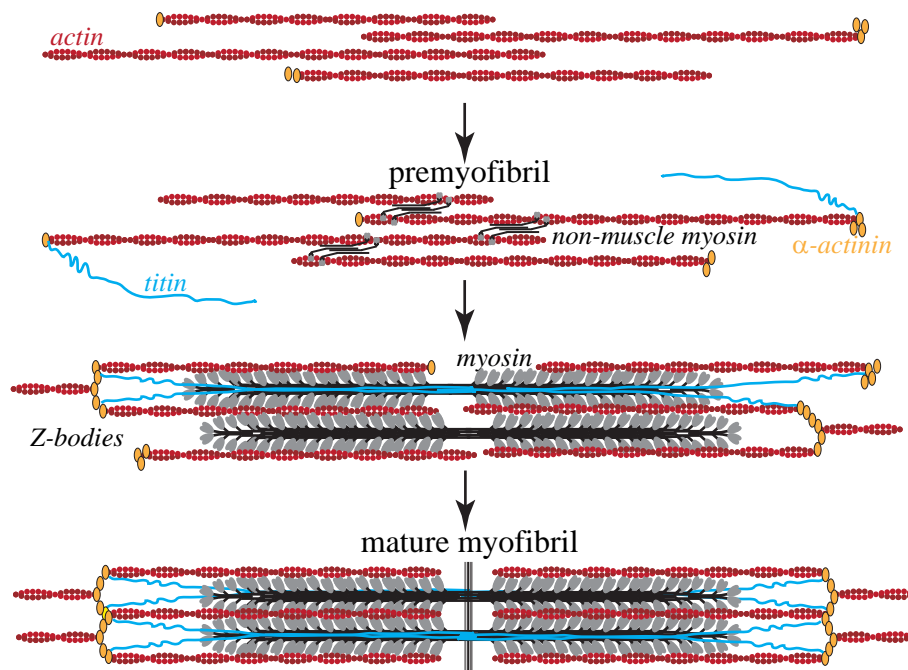 actin
premyofibril
non-muscle myosin
α-actinin
titin
myosin
Z-bodies
mature myofibril